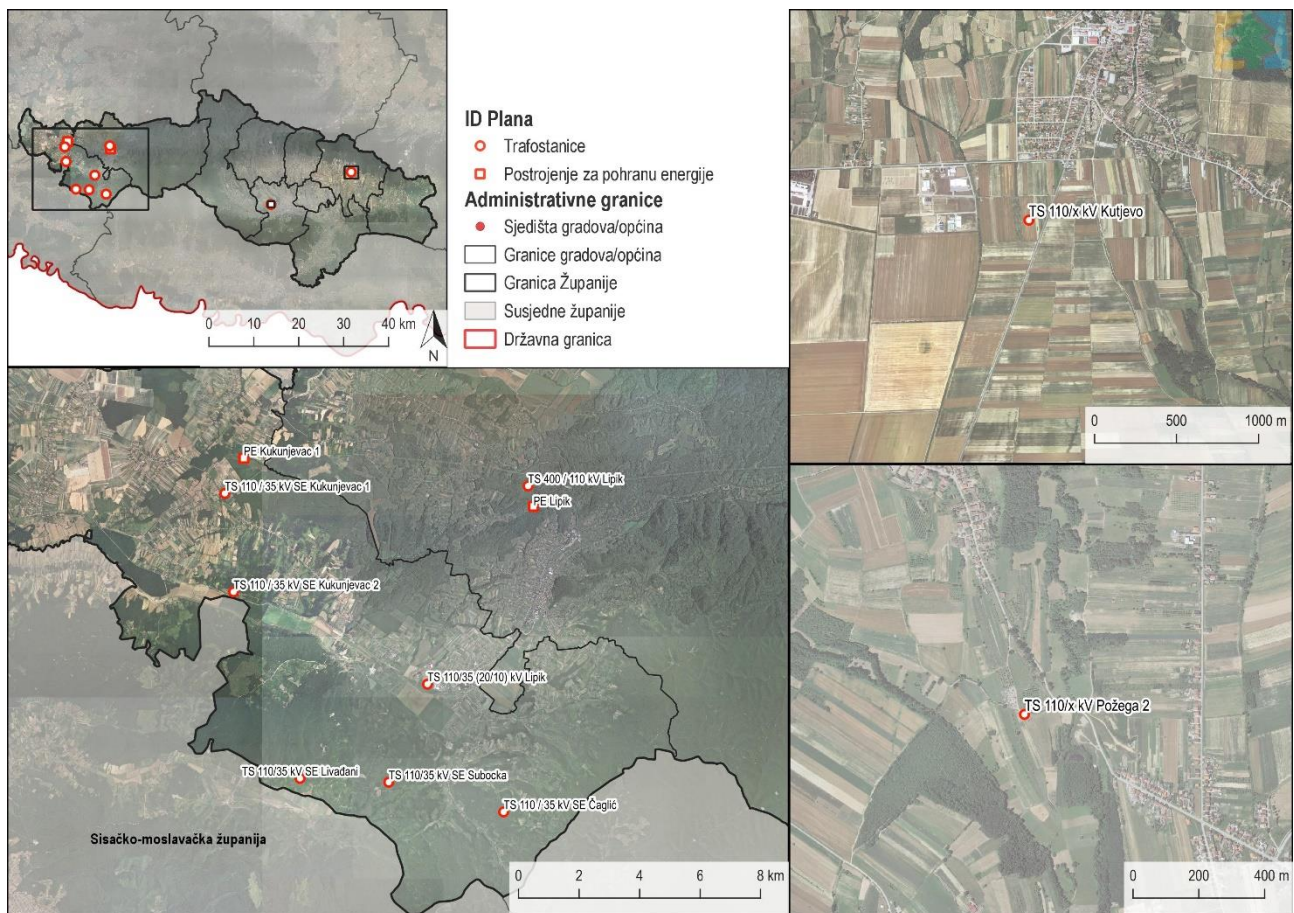 ID Plana
Trafostanice
Postrojenje za pohranu energije
Administrativne granice
Sjedišta gradova/općina
Granice gradova/općina
Granica Županije
Susjedne županije
Državna granica
0 10 20 30 40 km
N
TS 110/x kV Kutjevo
0 500 1000 m
PE Kukunjevac 1
TS 110 / 35 kV SE Kukunjevac 1
TS 400 / 110 kV Lipik
PE Lipik
TS 110 / 35 kV SE Kukunjevac 2
TS 110/35 (20/10) kV Lipik
TS 110/35 kV SE Livađani
TS 110/35 kV SE Subocka
TS 110 / 35 kV SE Čaglić
Sisačko-moslavačka županija
0 2 4 6 8 km
TS 110/x kV Požega 2
0 200 400 m